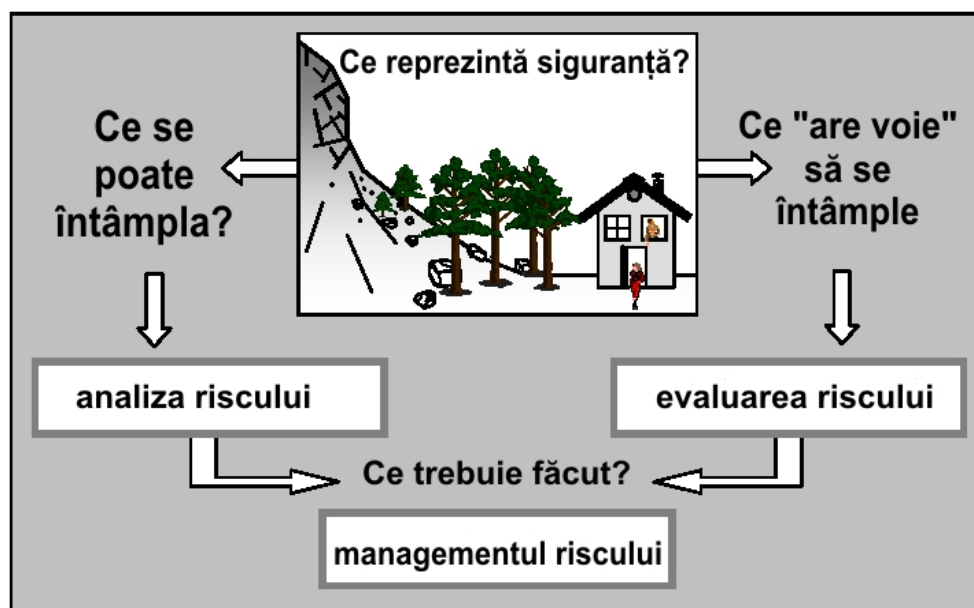 Ce reprezintă siguranță?
Ce se
poate
întâmpla?
Ce "are voie"
să se
întâmple
analiza riscului
evaluarea riscului
Ce trebuie făcut?
managementul riscului